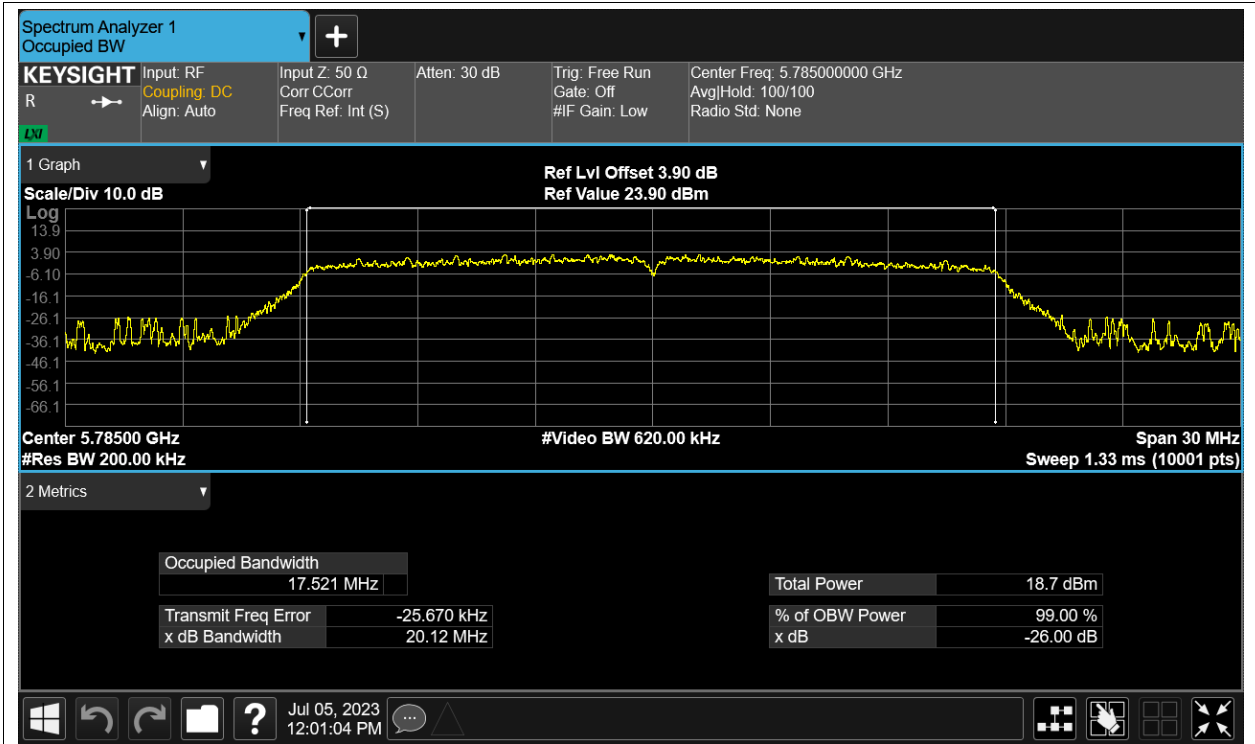 Spectrum Analyzer 1
Occupied BW
KEYSIGHT
R
LXI
Input: RF
Coupling: DC
Align: Auto
Input Z: 50 Ω
Corr CCorr
Freq Ref: Int (S)
Atten: 30 dB
Trig: Free Run
Gate: Off
#IF Gain: Low
Center Freq: 5.785000000 GHz
Avg|Hold: 100/100
Radio Std: None
1 Graph
Scale/Div 10.0 dB
Ref Lvl Offset 3.90 dB
Ref Value 23.90 dBm
Log
13.9
3.90
-6.10
-16.1
-26.1
-36.1
-46.1
-56.1
-66.1
Center 5.78500 GHz
#Video BW 620.00 kHz
Span 30 MHz
#Res BW 200.00 kHz
Sweep 1.33 ms (10001 pts)
2 Metrics
Occupied Bandwidth
17.521 MHz
Total Power 18.7 dBm
Transmit Freq Error -25.670 kHz
% of OBW Power 99.00 %
x dB Bandwidth 20.12 MHz
x dB -26.00 dB
?
Jul 05, 2023
12:01:04 PM